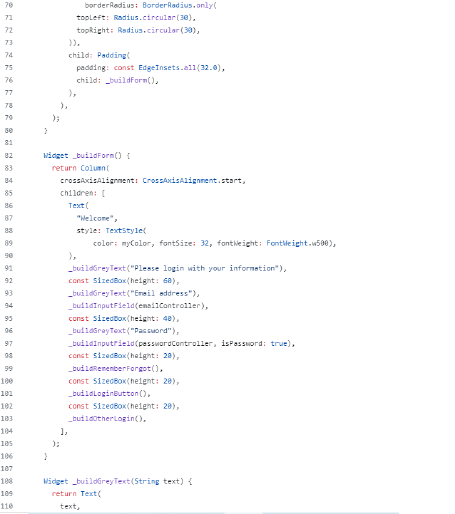 70 borderRadius: BorderRadius.only(
71 topLeft: Radius.circular(30),
72 topRight: Radius.circular(30),
73 )),
74 child: Padding(
75 padding: const EdgeInsets.all(32.0),
76 child: _buildForm(),
77 ),
78 ),
79 );
80 }
81
82 Widget _buildForm() {
83 return Column(
84 crossAxisAlignment: CrossAxisAlignment.start,
85 children: [
86 Text(
87 "Welcome",
88 style: TextStyle(
89 color: myColor, fontSize: 32, fontWeight: FontWeight.w500),
90 ),
91 _buildGreyText("Please login with your information"),
92 const SizedBox(height: 60),
93 _buildGreyText("Email address"),
94 _buildInputField(emailController),
95 const SizedBox(height: 40),
96 _buildGreyText("Password"),
97 _buildInputField(passwordController, isPassword: true),
98 const SizedBox(height: 20),
99 _buildRememberForgot(),
100 const SizedBox(height: 20),
101 _buildLoginButton(),
102 const SizedBox(height: 20),
103 _buildOtherLogin(),
104 ],
105 );
106 }
107
108 Widget _buildGreyText(String text) {
109 return Text(
110 text,